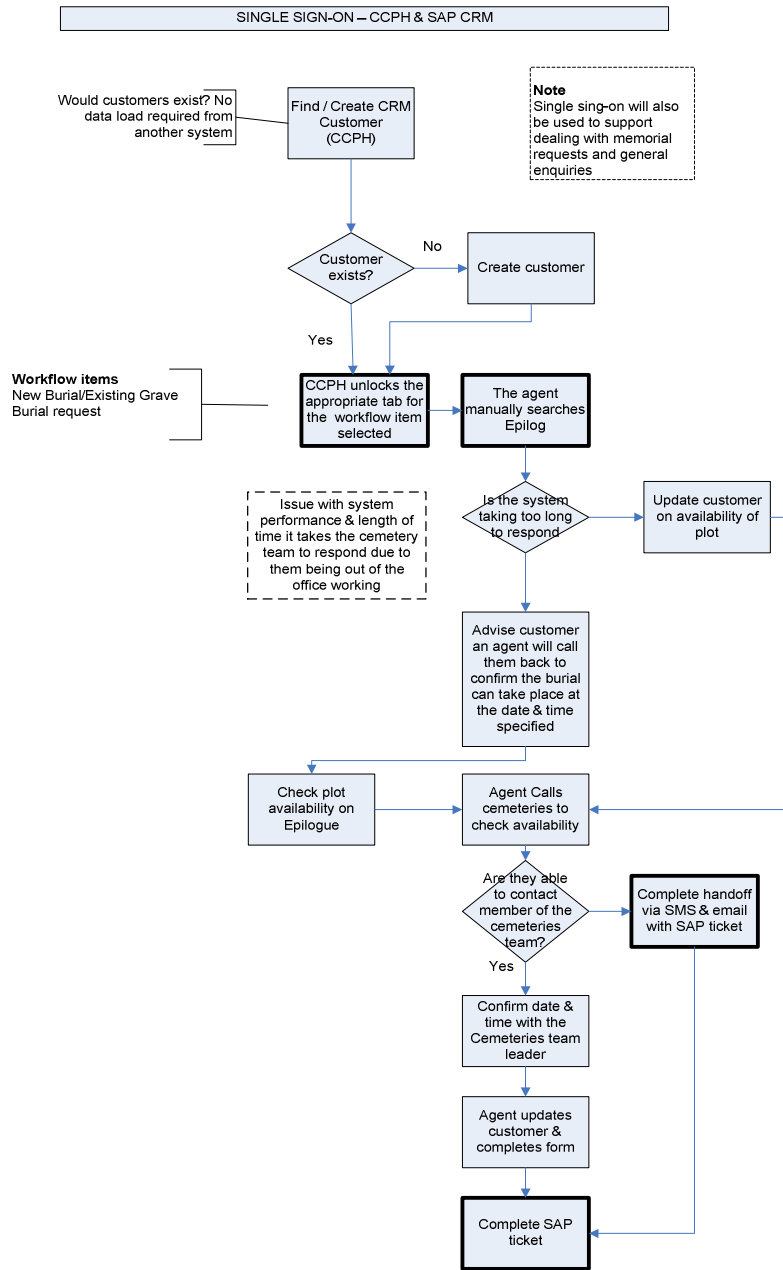 SINGLE SIGN-ON – CCPH & SAP CRM
Would customers exist? No
data load required from
another system
Find / Create CRM
Customer
(CCPH)
Note
Single sing-on will also
be used to support
dealing with memorial
requests and general
enquiries
Customer
exists?
No
Create customer
Yes
Workflow items
New Burial/Existing Grave
Burial request
CCPH unlocks the
appropriate tab for
the workflow item
selected
The agent
manually searches
Epilog
Issue with system
performance & length of
time it takes the cemetery
team to respond due to
them being out of the
office working
Is the system
taking too long
to respond
Update customer
on availability of
plot
Advise customer
an agent will call
them back to
confirm the burial
can take place at
the date & time
specified
Check plot
availability on
Epilogue
Agent Calls
cemeteries to
check availability
Are they able
to contact
member of the
cemeteries
team?
Complete handoff
via SMS & email
with SAP ticket
Yes
Confirm date &
time with the
Cemeteries team
leader
Agent updates
customer &
completes form
Complete SAP
ticket